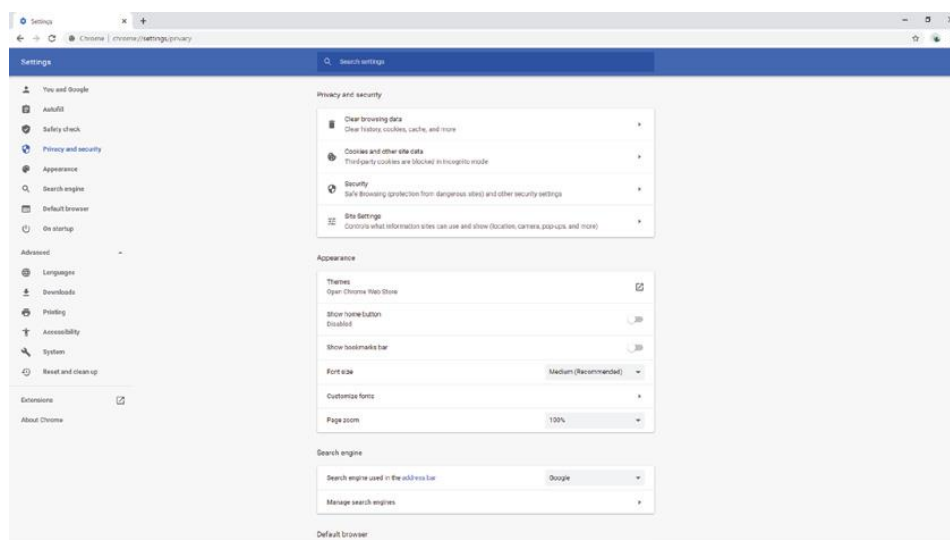 Settings
Chrome | chrome://settings/privacy
Settings
Search settings
You and Google
Autofill
Safety check
Privacy and security
Appearance
Search engine
Default browser
On startup
Advanced
Languages
Downloads
Printing
Accessibility
System
Reset and clean up
Extensions
About Chrome
Privacy and security
Clear browsing data
Clear history, cookies, cache, and more
Cookies and other site data
Third-party cookies are blocked in Incognito mode
Security
Safe Browsing (protection from dangerous sites) and other security settings
Site Settings
Controls what information sites can use and show (location, camera, pop-ups, and more)
Appearance
Themes
Open Chrome Web Store
Show home button
Disabled
Show bookmarks bar
Font size Medium (Recommended)
Customize fonts
Page zoom 100%
Search engine
Search engine used in the address bar Google
Manage search engines
Default browser